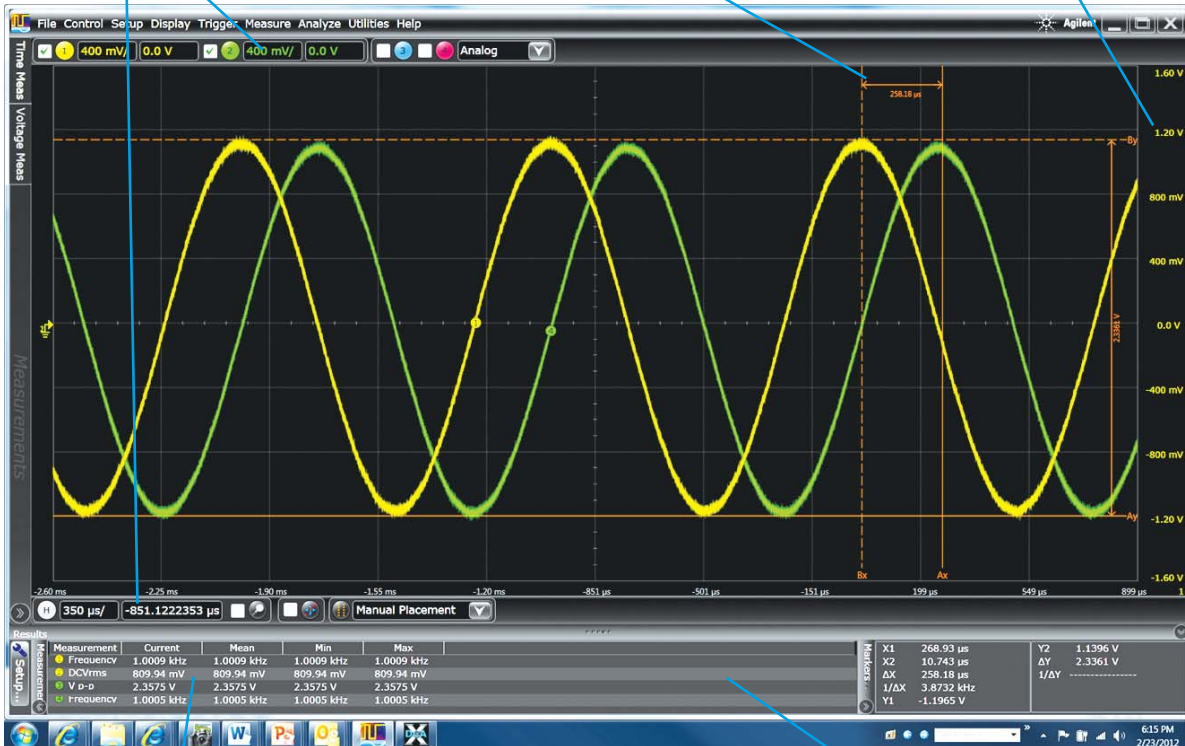 File Control Setup Display Trigger Measure Analyze Utilities Help Agilent
1 400 mV/ 0.0 V 2 400 mV/ 0.0 V 3 Analog
Time Meas
Voltage Meas
Measurements
1.60 V
1.20 V
800 mV
400 mV
0.0 V
-400 mV
-800 mV
-1.20 V
-1.60 V
258.18 µs
By
2.3361 V
Ay
Bx Ax
-2.60 ms -2.25 ms -1.90 ms -1.55 ms -1.20 ms -851 µs -501 µs -151 µs 199 µs 549 µs 899 µs 1
H 350 µs/ -851.1222353 µs Manual Placement
Results
Setup...
Measurement Current Mean Min Max
Frequency 1.0009 kHz 1.0009 kHz 1.0009 kHz 1.0009 kHz
DCVrms 809.94 mV 809.94 mV 809.94 mV 809.94 mV
V p-p 2.3575 V 2.3575 V 2.3575 V 2.3575 V
Frequency 1.0005 kHz 1.0005 kHz 1.0005 kHz 1.0005 kHz
Markers
X1 268.93 µs
X2 10.743 µs
ΔX 258.18 µs
1/ΔX 3.8732 kHz
Y1 -1.1965 V
Y2 1.1396 V
ΔY 2.3361 V
1/ΔY ---------------
6:15 PM
2/23/2012